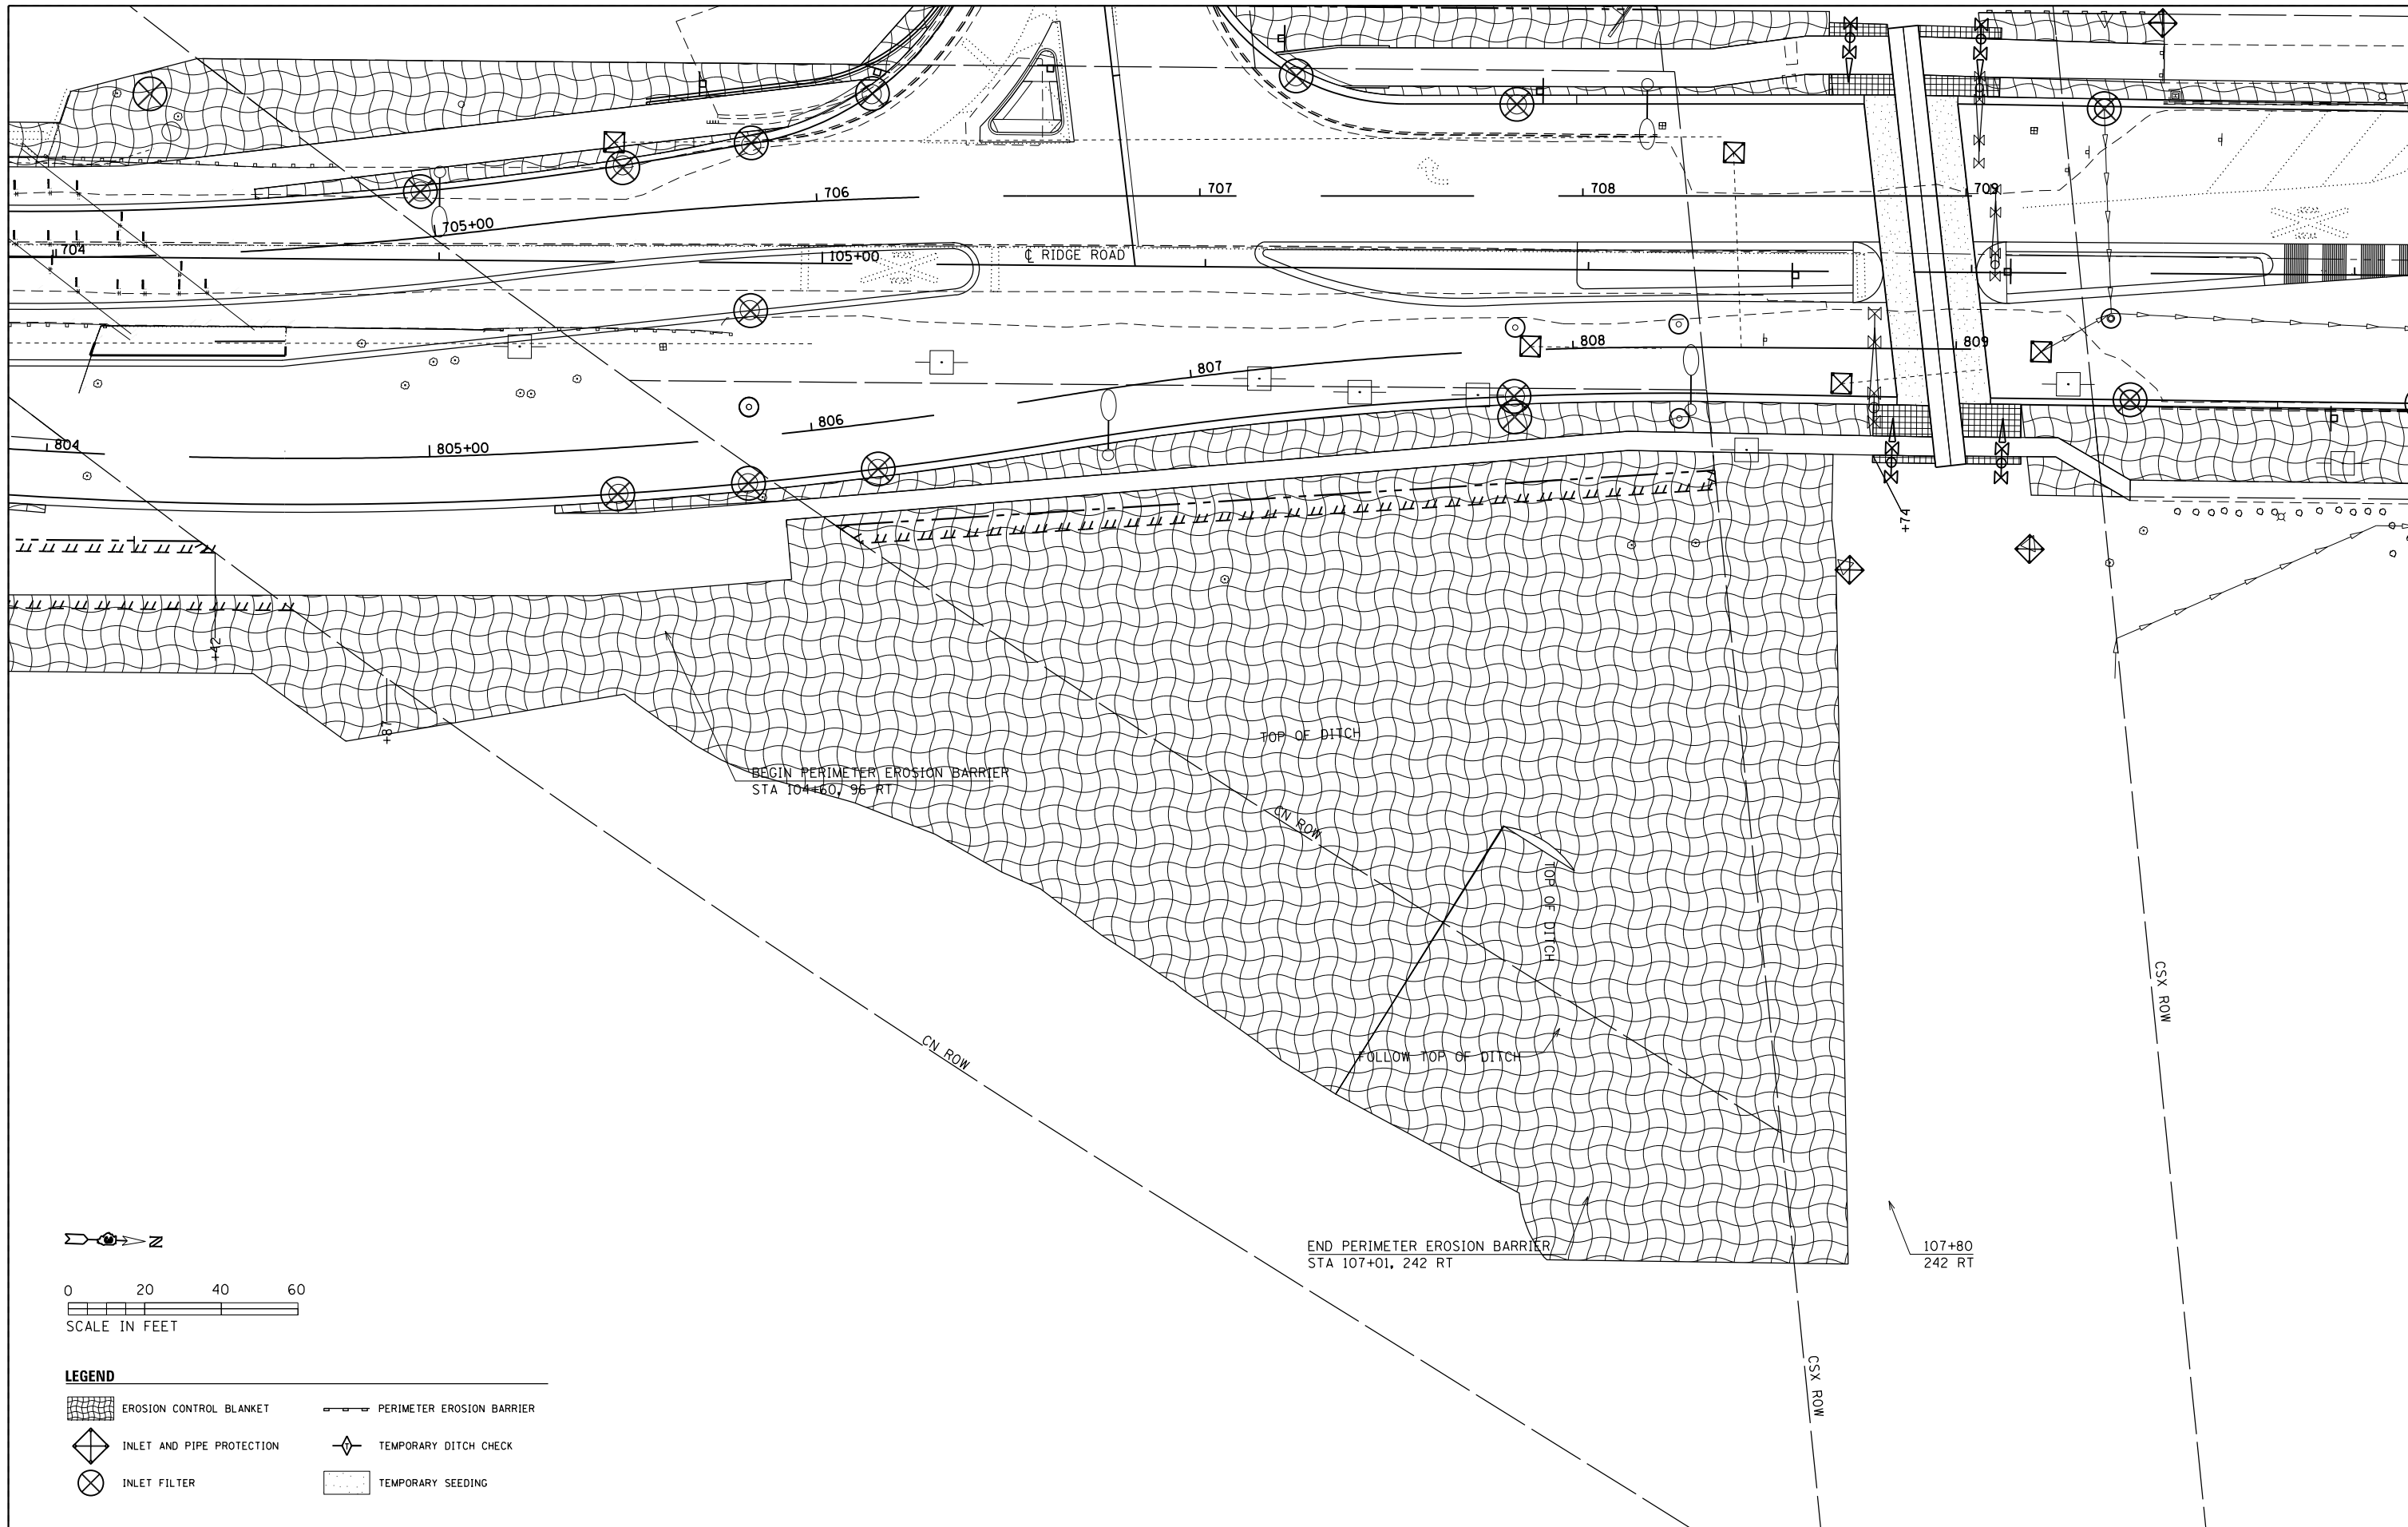 706
707
708
709
705+00
704
105+00
℄ RIDGE ROAD
808
809
807
806
805+00
804
+74
+42
+87
TOP OF DITCH
BEGIN PERIMETER EROSION BARRIER
STA 104+60, 96 RT
CN ROW
TOP OF DITCH
CSX ROW
CN ROW
FOLLOW TOP OF DITCH
END PERIMETER EROSION BARRIER
STA 107+01, 242 RT
107+80
242 RT
N
0 20 40 60
SCALE IN FEET
CSX ROW
LEGEND
EROSION CONTROL BLANKET
PERIMETER EROSION BARRIER
INLET AND PIPE PROTECTION
T
TEMPORARY DITCH CHECK
INLET FILTER
TEMPORARY SEEDING